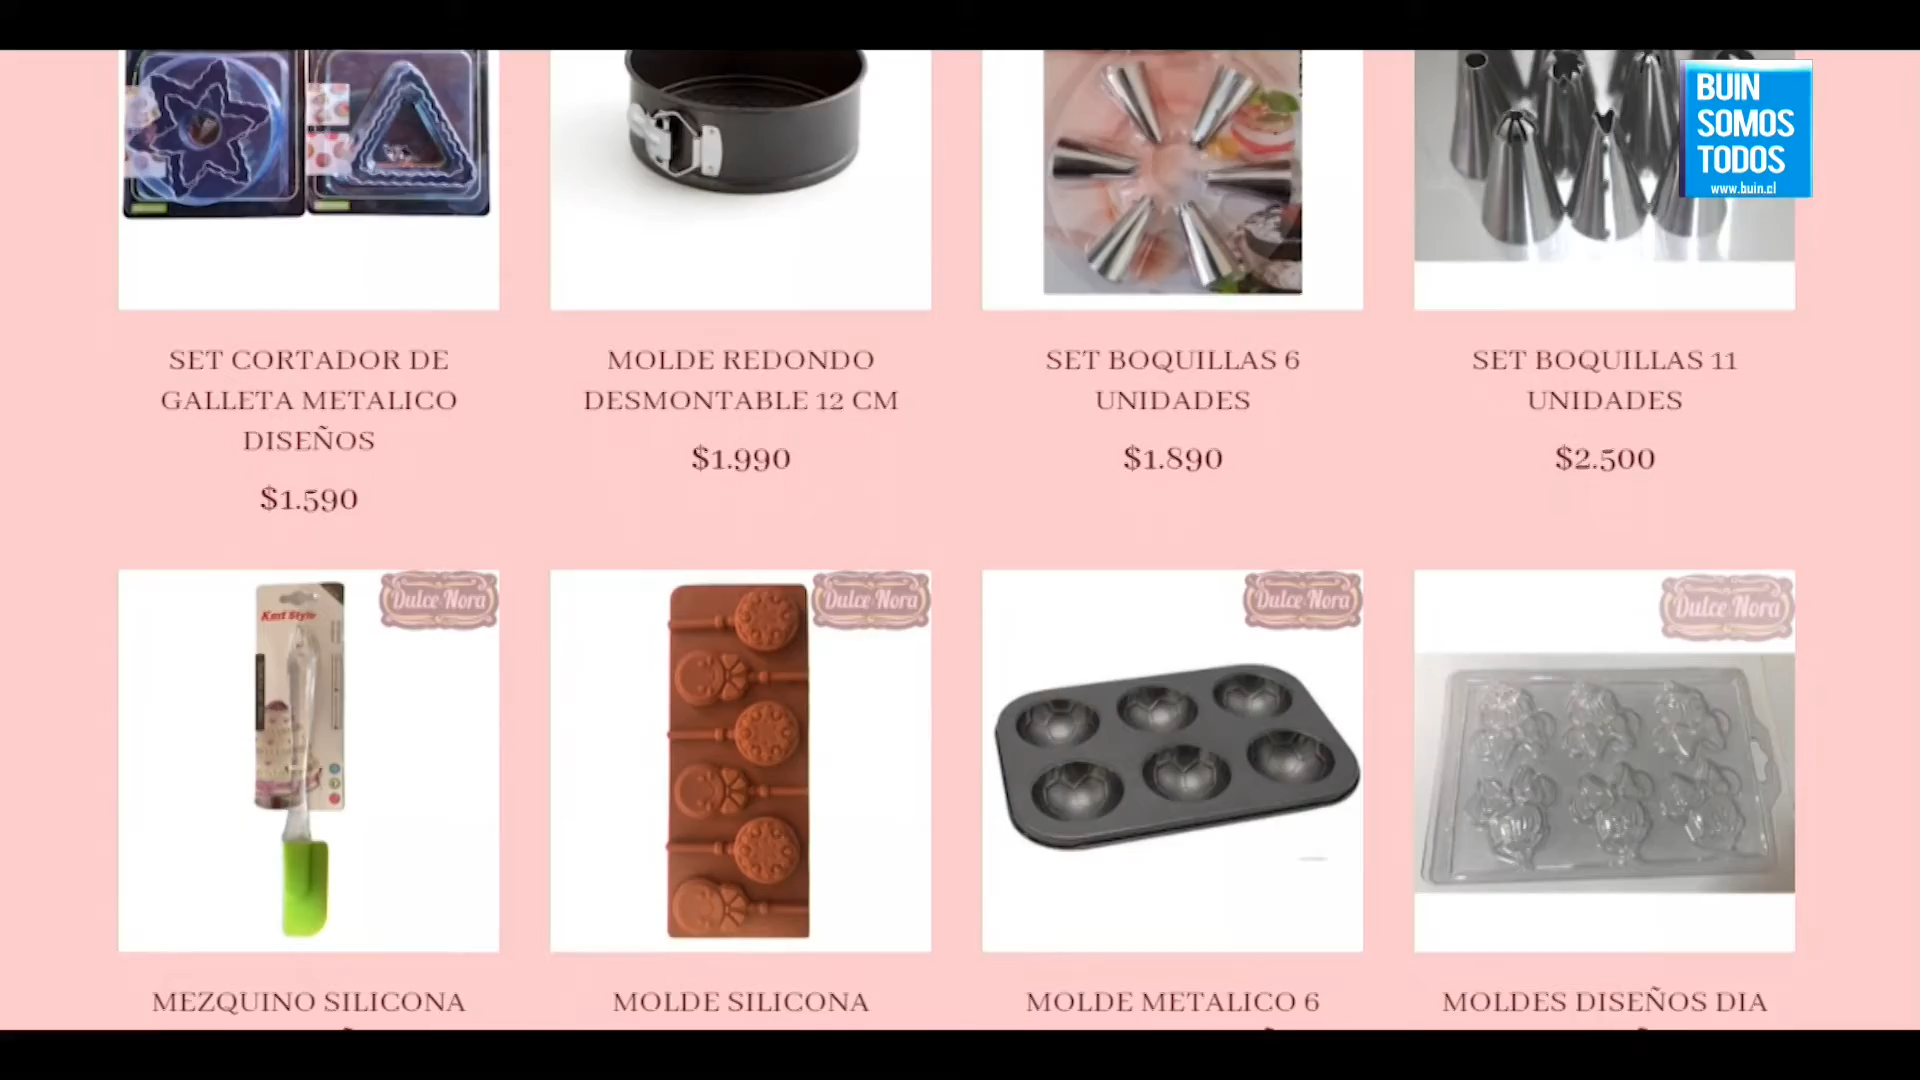 BUIN
SOMOS
TODOS
www.buin.cl
SET CORTADOR DE
GALLETA METALICO
DISEÑOS
$1.590
MOLDE REDONDO
DESMONTABLE 12 CM
$1.990
SET BOQUILLAS 6
UNIDADES
$1.890
SET BOQUILLAS 11
UNIDADES
$2.500
Dulce Nora
Dulce Nora
Dulce Nora
Dulce Nora
MEZQUINO SILICONA
MOLDE SILICONA
MOLDE METALICO 6
MOLDES DISEÑOS DIA